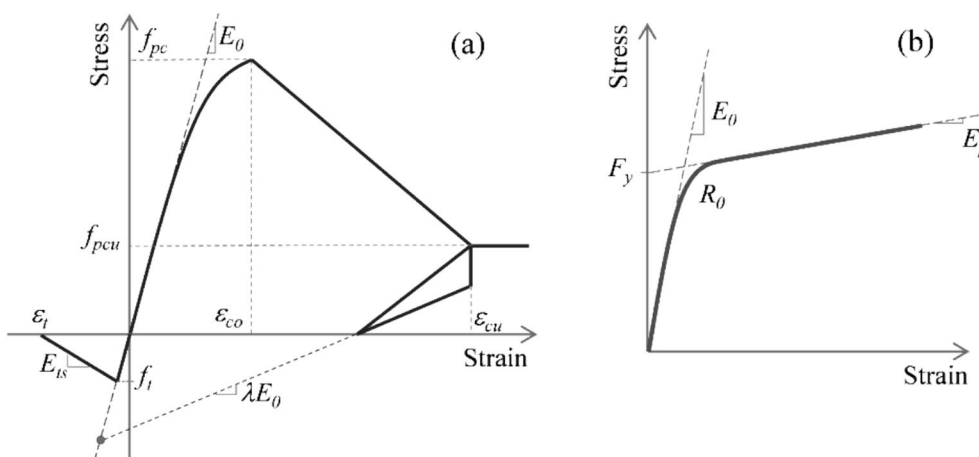 (a)
Stress
f_pc
E_0
f_pcu
ε_t
ε_co
ε_cu
Strain
E_ts
f_t
λE_0
(b)
Stress
E_0
F_y
R_0
Strain